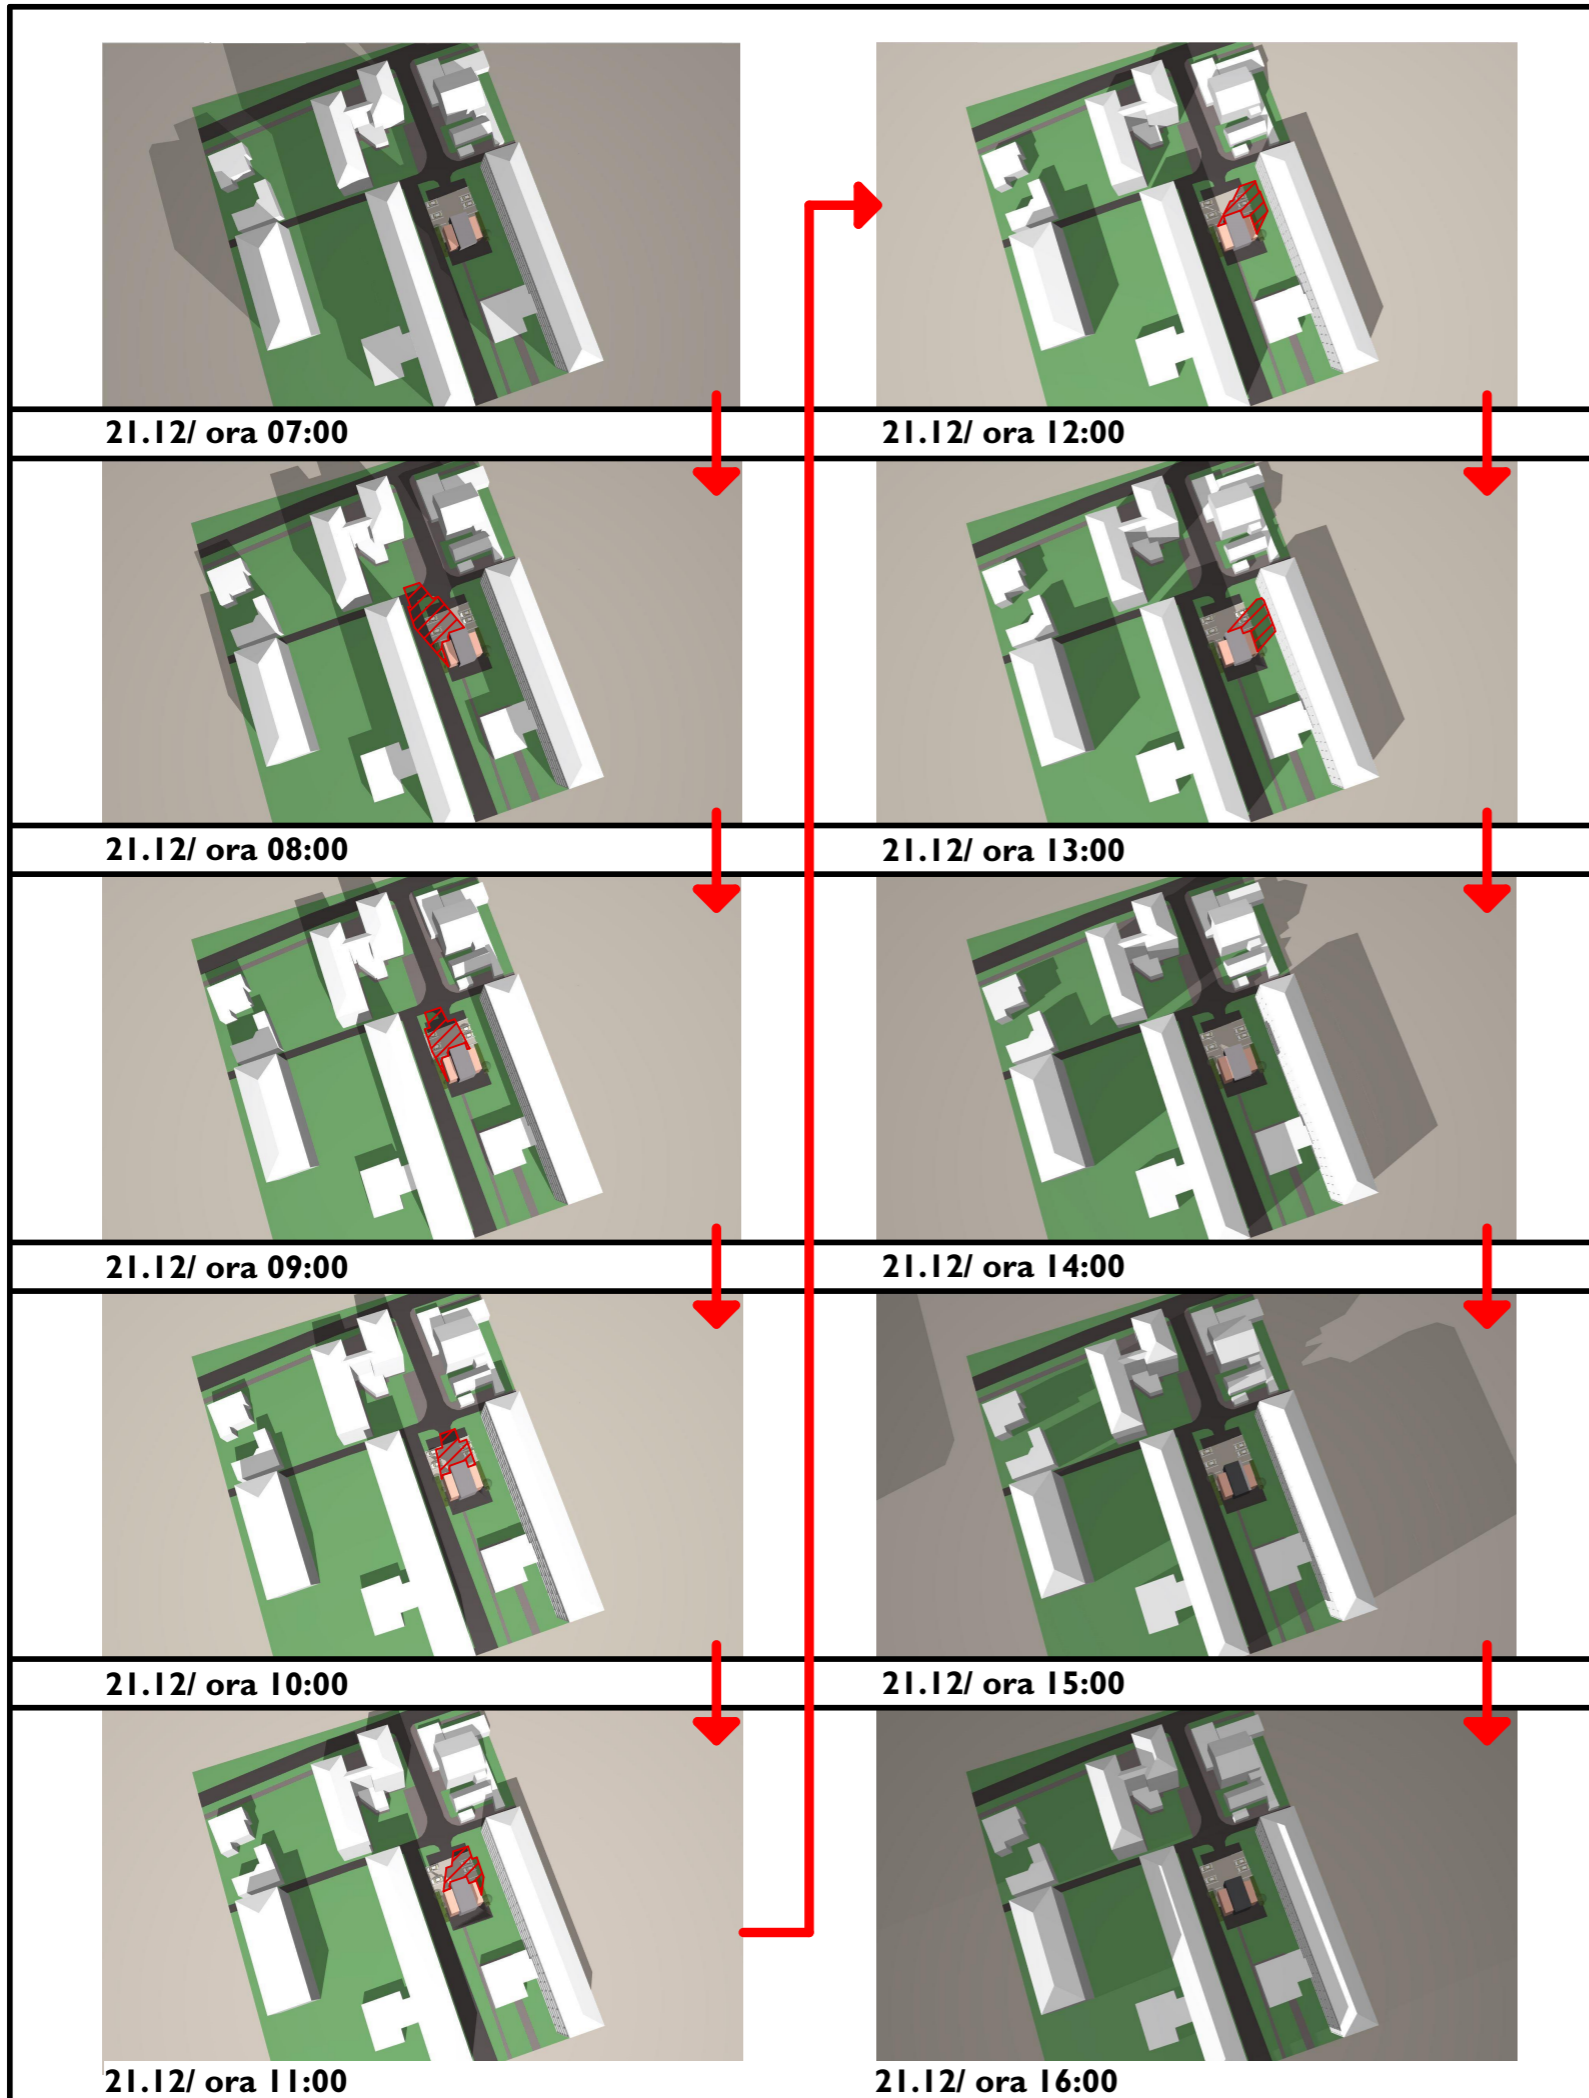 21.12/ ora 07:00
21.12/ ora 08:00
21.12/ ora 09:00
21.12/ ora 10:00
21.12/ ora 11:00
21.12/ ora 12:00
21.12/ ora 13:00
21.12/ ora 14:00
21.12/ ora 15:00
21.12/ ora 16:00